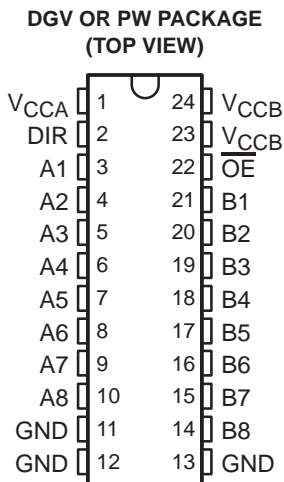 DGV OR PW PACKAGE
(TOP VIEW)
VCCA 1 24 VCCB
DIR 2 23 VCCB
A1 3 22 OE
A2 4 21 B1
A3 5 20 B2
A4 6 19 B3
A5 7 18 B4
A6 8 17 B5
A7 9 16 B6
A8 10 15 B7
GND 11 14 B8
GND 12 13 GND